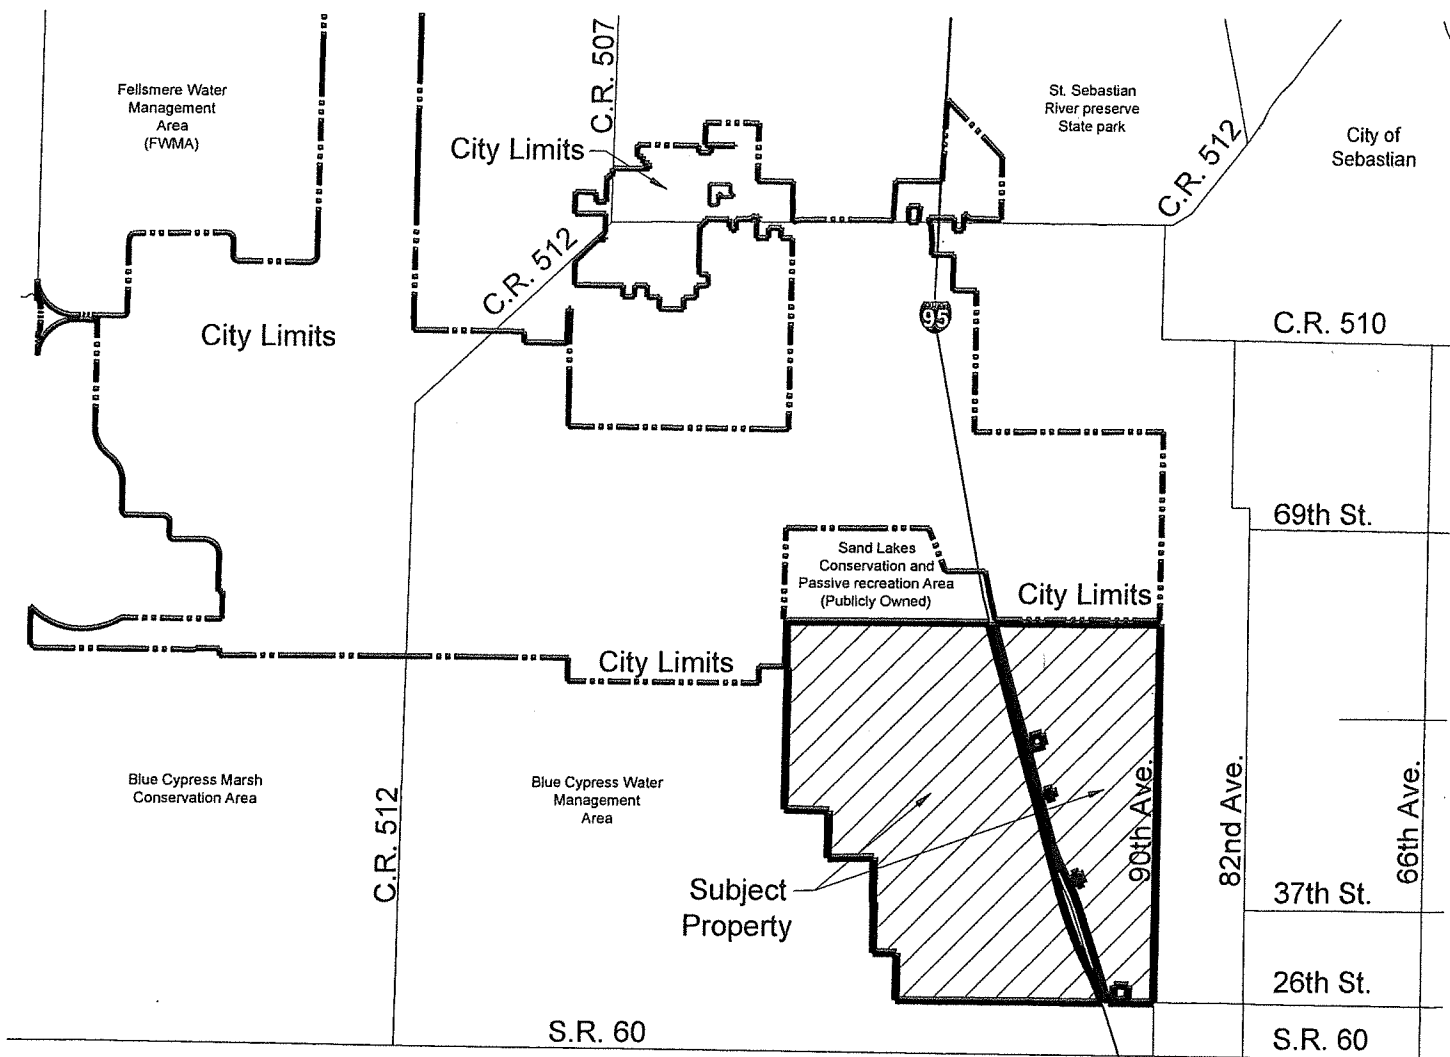 Fellsmere Water
Management
Area
(FWMA)
C.R. 507
City Limits
St. Sebastian
River preserve
State park
C.R. 512
City of
Sebastian
C.R. 512
City Limits
95
C.R. 510
69th St.
Sand Lakes
Conservation and
Passive recreation Area
(Publicly Owned)
City Limits
City Limits
Blue Cypress Marsh
Conservation Area
C.R. 512
Blue Cypress Water
Management
Area
Subject
Property
90th Ave.
82nd Ave.
66th Ave.
37th St.
26th St.
S.R. 60
S.R. 60